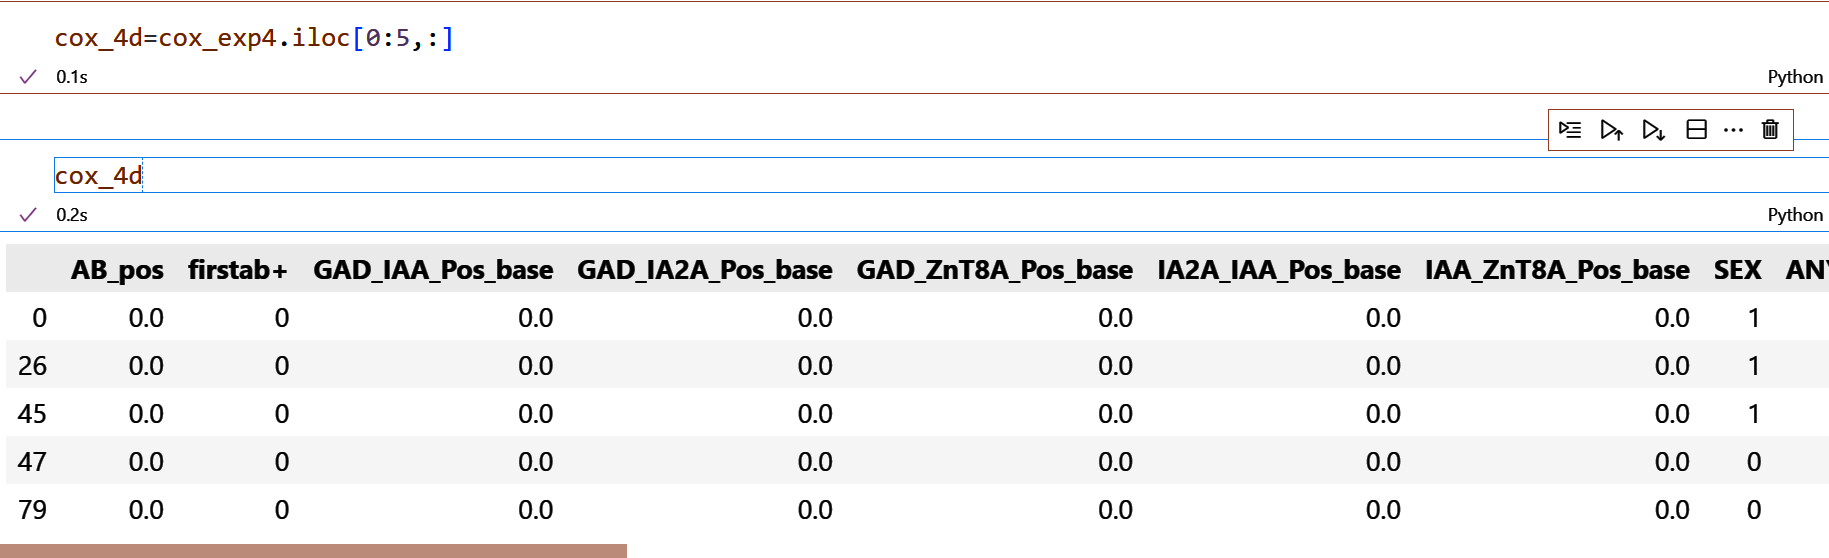 cox_4d=cox_exp4.iloc[0:5,:]
0.1s Python
cox_4d
0.2s Python
AB_pos firstab+ GAD_IAA_Pos_base GAD_IA2A_Pos_base GAD_ZnT8A_Pos_base IA2A_IAA_Pos_base IAA_ZnT8A_Pos_base SEX
0 0.0 0 0.0 0.0 0.0 0.0 0.0 1
26 0.0 0 0.0 0.0 0.0 0.0 0.0 1
45 0.0 0 0.0 0.0 0.0 0.0 0.0 1
47 0.0 0 0.0 0.0 0.0 0.0 0.0 0
79 0.0 0 0.0 0.0 0.0 0.0 0.0 0